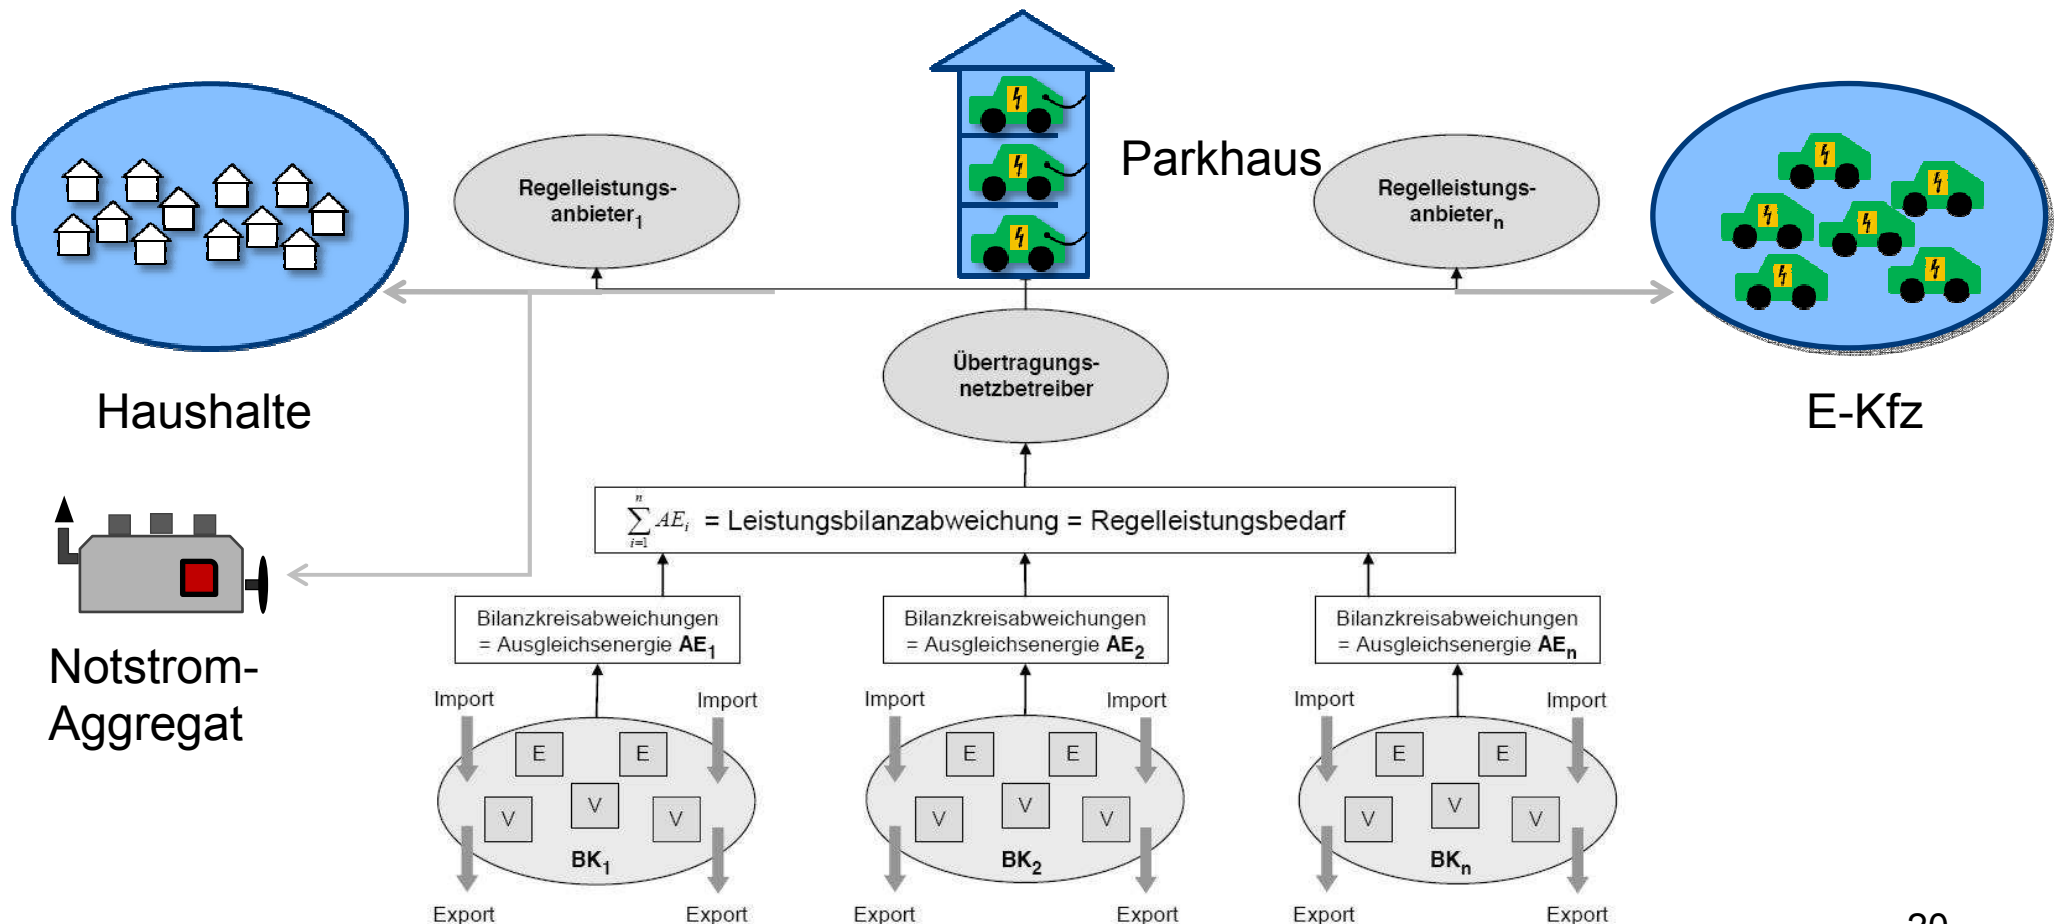 Parkhaus
Regelleistungs-
anbieter1
Regelleistungs-
anbietern
Haushalte
Übertragungs-
netzbetreiber
E-Kfz
n
∑ AEi = Leistungsbilanzabweichung = Regelleistungsbedarf
i=1
Notstrom-
Aggregat
Bilanzkreisabweichungen
= Ausgleichsenergie AE1
Bilanzkreisabweichungen
= Ausgleichsenergie AE2
Bilanzkreisabweichungen
= Ausgleichsenergie AEn
Import
Import
E
E
V
V
V
BK1
Export
Export
Import
Import
E
E
V
V
V
BK2
Export
Export
Import
Import
E
E
V
V
V
BKn
Export
Export